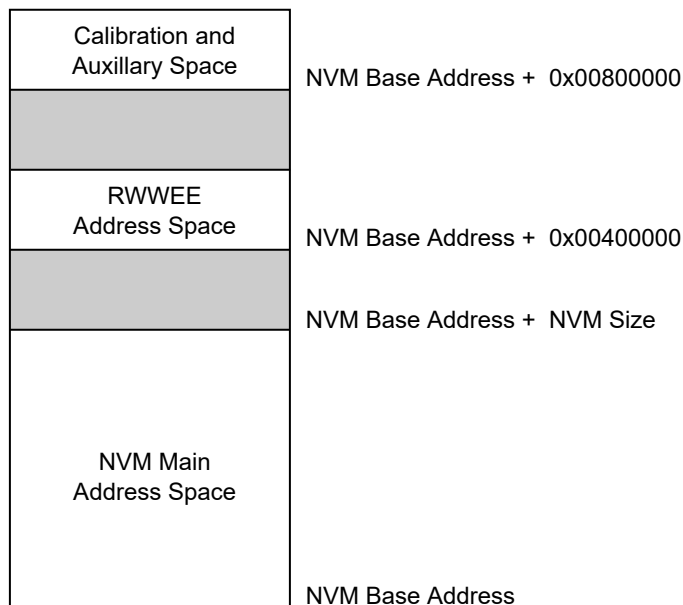 Calibration and
Auxillary Space
NVM Base Address + 0x00800000
RWWEE
Address Space
NVM Base Address + 0x00400000
NVM Base Address + NVM Size
NVM Main
Address Space
NVM Base Address